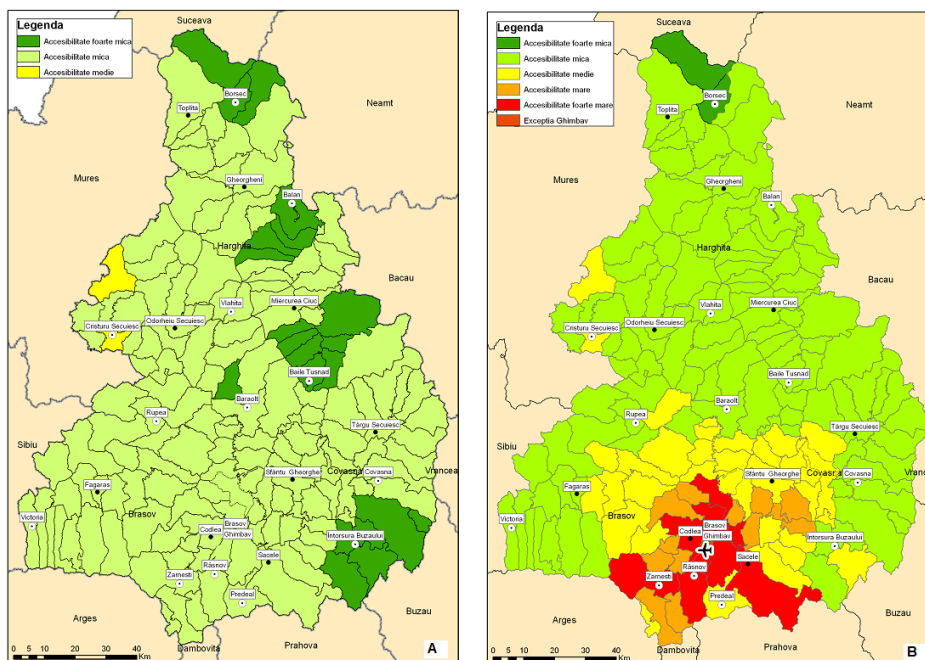 Legenda
Accesibilitate foarte mica
Accesibilitate mica
Accesibilitate medie
Suceava
Borsec
Neamt
Toplita
Mures
Gheorgheni
Balan
Harghita
Bacau
Vlahita
Miercurea Ciuc
Cristuru Secuiesc
Odorheiu Secuiesc
Baile Tusnad
Baraolt
Rupea
Târgu Secuiesc
Sibiu
Sfântu Gheorghe
Covasna
Covasna
Vrancea
Fagaras
Victoria
Brasov
Brasov
Codlea
Ghimbav
Intorsura Buzaului
Sacele
Râsnov
Zarnesti
Predeal
Buzau
Arges
Dambovita
Prahova
0 5 10 20 30 40
Km
A
Legenda
Accesibilitate foarte mica
Accesibilitate mica
Accesibilitate medie
Accesibilitate mare
Accesibilitate foarte mare
Exceptia Ghimbav
Suceava
Borsec
Neamt
Toplita
Mures
Gheorgheni
Balan
Harghita
Bacau
Vlahita
Miercurea Ciuc
Cristuru Secuiesc
Odorheiu Secuiesc
Baile Tusnad
Baraolt
Rupea
Târgu Secuiesc
Sibiu
Sfântu Gheorghe
Covasna
Covasna
Vran
Fagaras
Victoria
Brasov
Brasov
Codlea
Ghimbav
Intorsura Buzaului
Sacele
Râsnov
Zarnesti
Predeal
Buzau
Arges
Dambovita
Prahova
0 5 10 20 30 40
Km
B